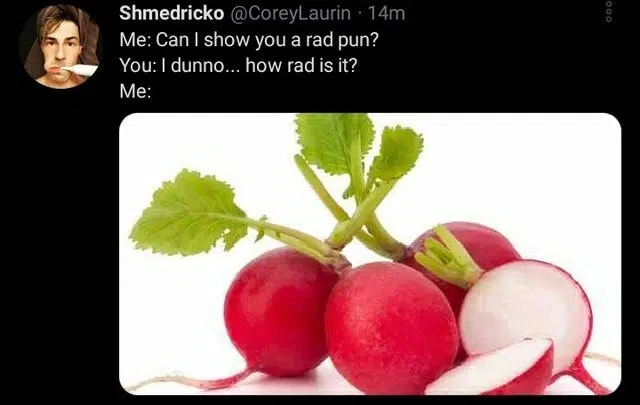 Shmedricko @CoreyLaurin · 14m
Me: Can I show you a rad pun?
You: I dunno... how rad is it?
Me: